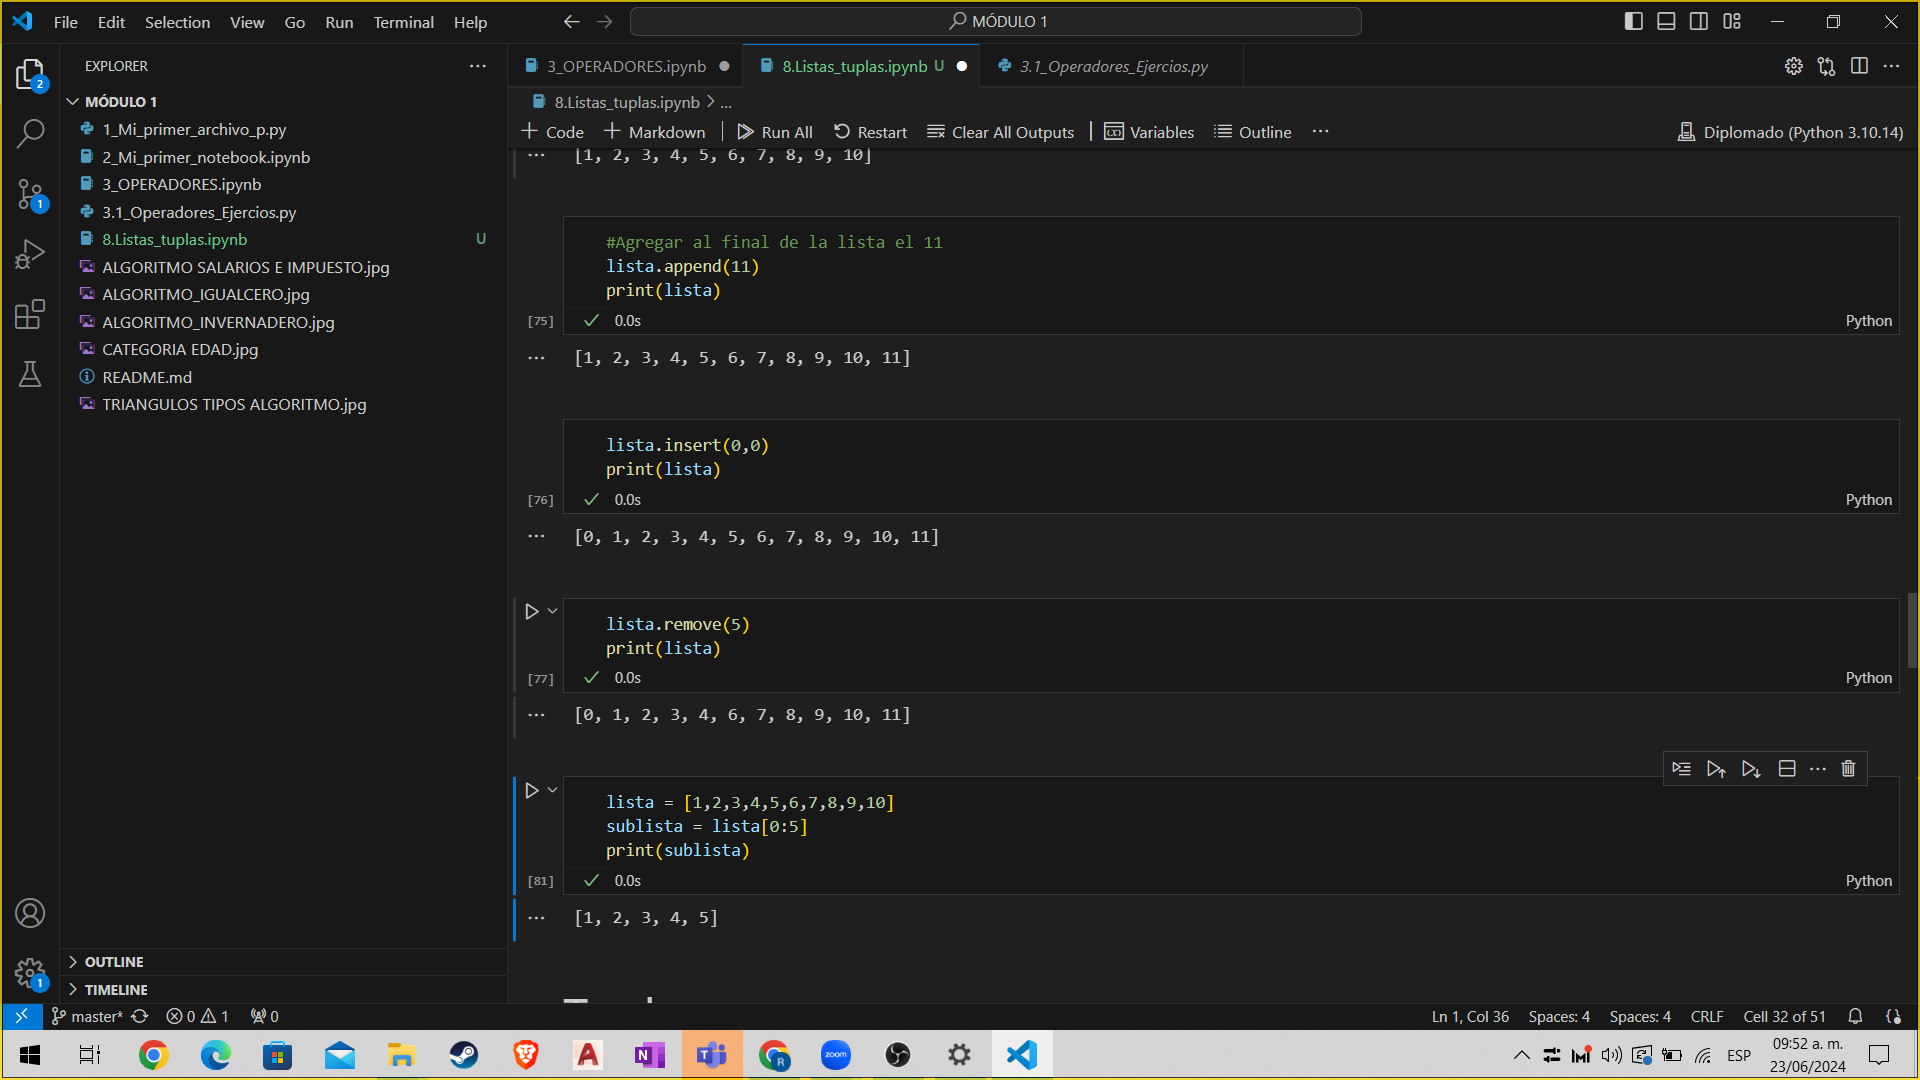 File Edit Selection View Go Run Terminal Help
MÓDULO 1
EXPLORER
MÓDULO 1
1_Mi_primer_archivo_p.py
2_Mi_primer_notebook.ipynb
3_OPERADORES.ipynb
3.1_Operadores_Ejercios.py
8.Listas_tuplas.ipynb U
ALGORITMO SALARIOS E IMPUESTO.jpg
ALGORITMO_IGUALCERO.jpg
ALGORITMO_INVERNADERO.jpg
CATEGORIA EDAD.jpg
README.md
TRIANGULOS TIPOS ALGORITMO.jpg
OUTLINE
TIMELINE
2
1
1
3_OPERADORES.ipynb 8.Listas_tuplas.ipynb U 3.1_Operadores_Ejercios.py
8.Listas_tuplas.ipynb > ...
+ Code + Markdown | Run All Restart Clear All Outputs | Variables Outline ... Diplomado (Python 3.10.14)
[1, 2, 3, 4, 5, 6, 7, 8, 9, 10]
#Agregar al final de la lista el 11
lista.append(11)
print(lista)
[75] 0.0s Python
[1, 2, 3, 4, 5, 6, 7, 8, 9, 10, 11]
lista.insert(0,0)
print(lista)
[76] 0.0s Python
[0, 1, 2, 3, 4, 5, 6, 7, 8, 9, 10, 11]
lista.remove(5)
print(lista)
[77] 0.0s Python
[0, 1, 2, 3, 4, 6, 7, 8, 9, 10, 11]
lista = [1,2,3,4,5,6,7,8,9,10]
sublista = lista[0:5]
print(sublista)
[81] 0.0s Python
[1, 2, 3, 4, 5]
master* 0 1 0 Ln 1, Col 36 Spaces: 4 Spaces: 4 CRLF Cell 32 of 51
zoom
ESP
09:52 a. m.
23/06/2024